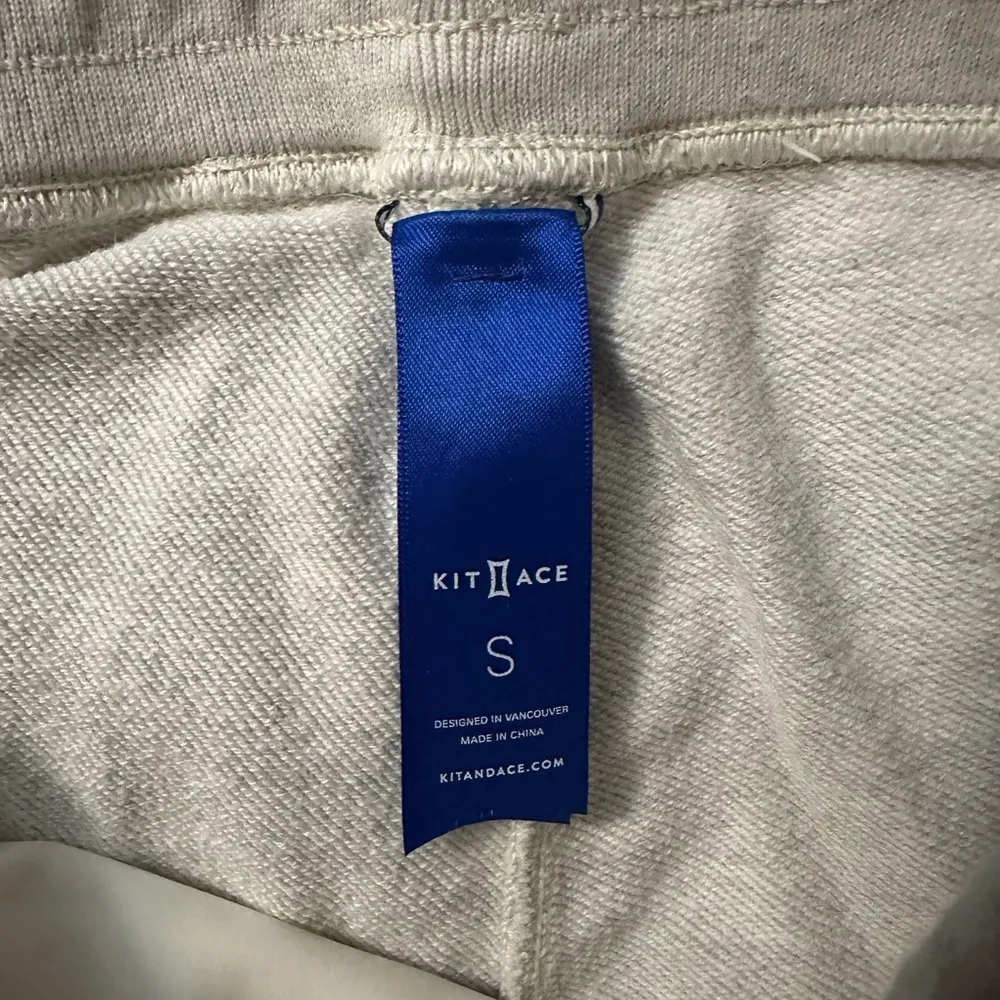 KIT ACE
S
DESIGNED IN VANCOUVER
MADE IN CHINA
KITANDACE.COM